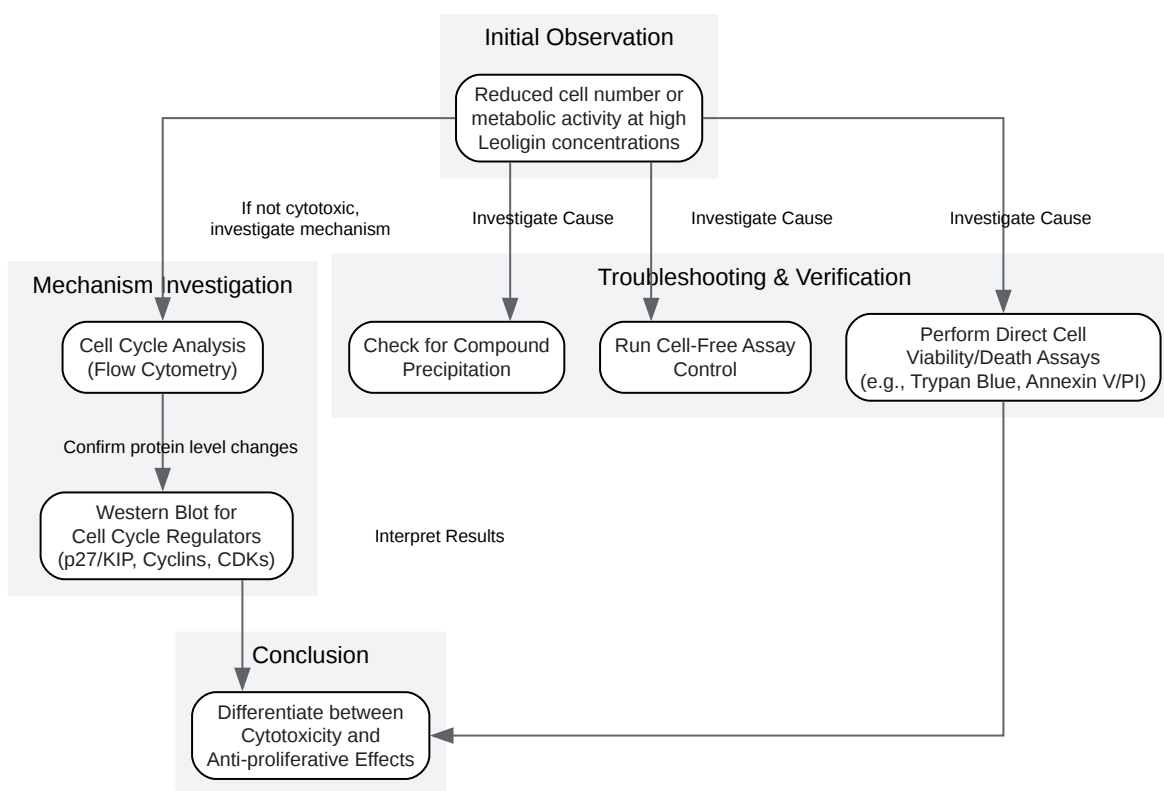 Initial Observation
Reduced cell number or
metabolic activity at high
Leoligin concentrations
If not cytotoxic,
investigate mechanism
Investigate Cause
Investigate Cause
Investigate Cause
Mechanism Investigation
Troubleshooting & Verification
Cell Cycle Analysis
(Flow Cytometry)
Check for Compound
Precipitation
Run Cell-Free Assay
Control
Perform Direct Cell
Viability/Death Assays
(e.g., Trypan Blue, Annexin V/PI)
Confirm protein level changes
Western Blot for
Cell Cycle Regulators
(p27/KIP, Cyclins, CDKs)
Interpret Results
Conclusion
Differentiate between
Cytotoxicity and
Anti-proliferative Effects